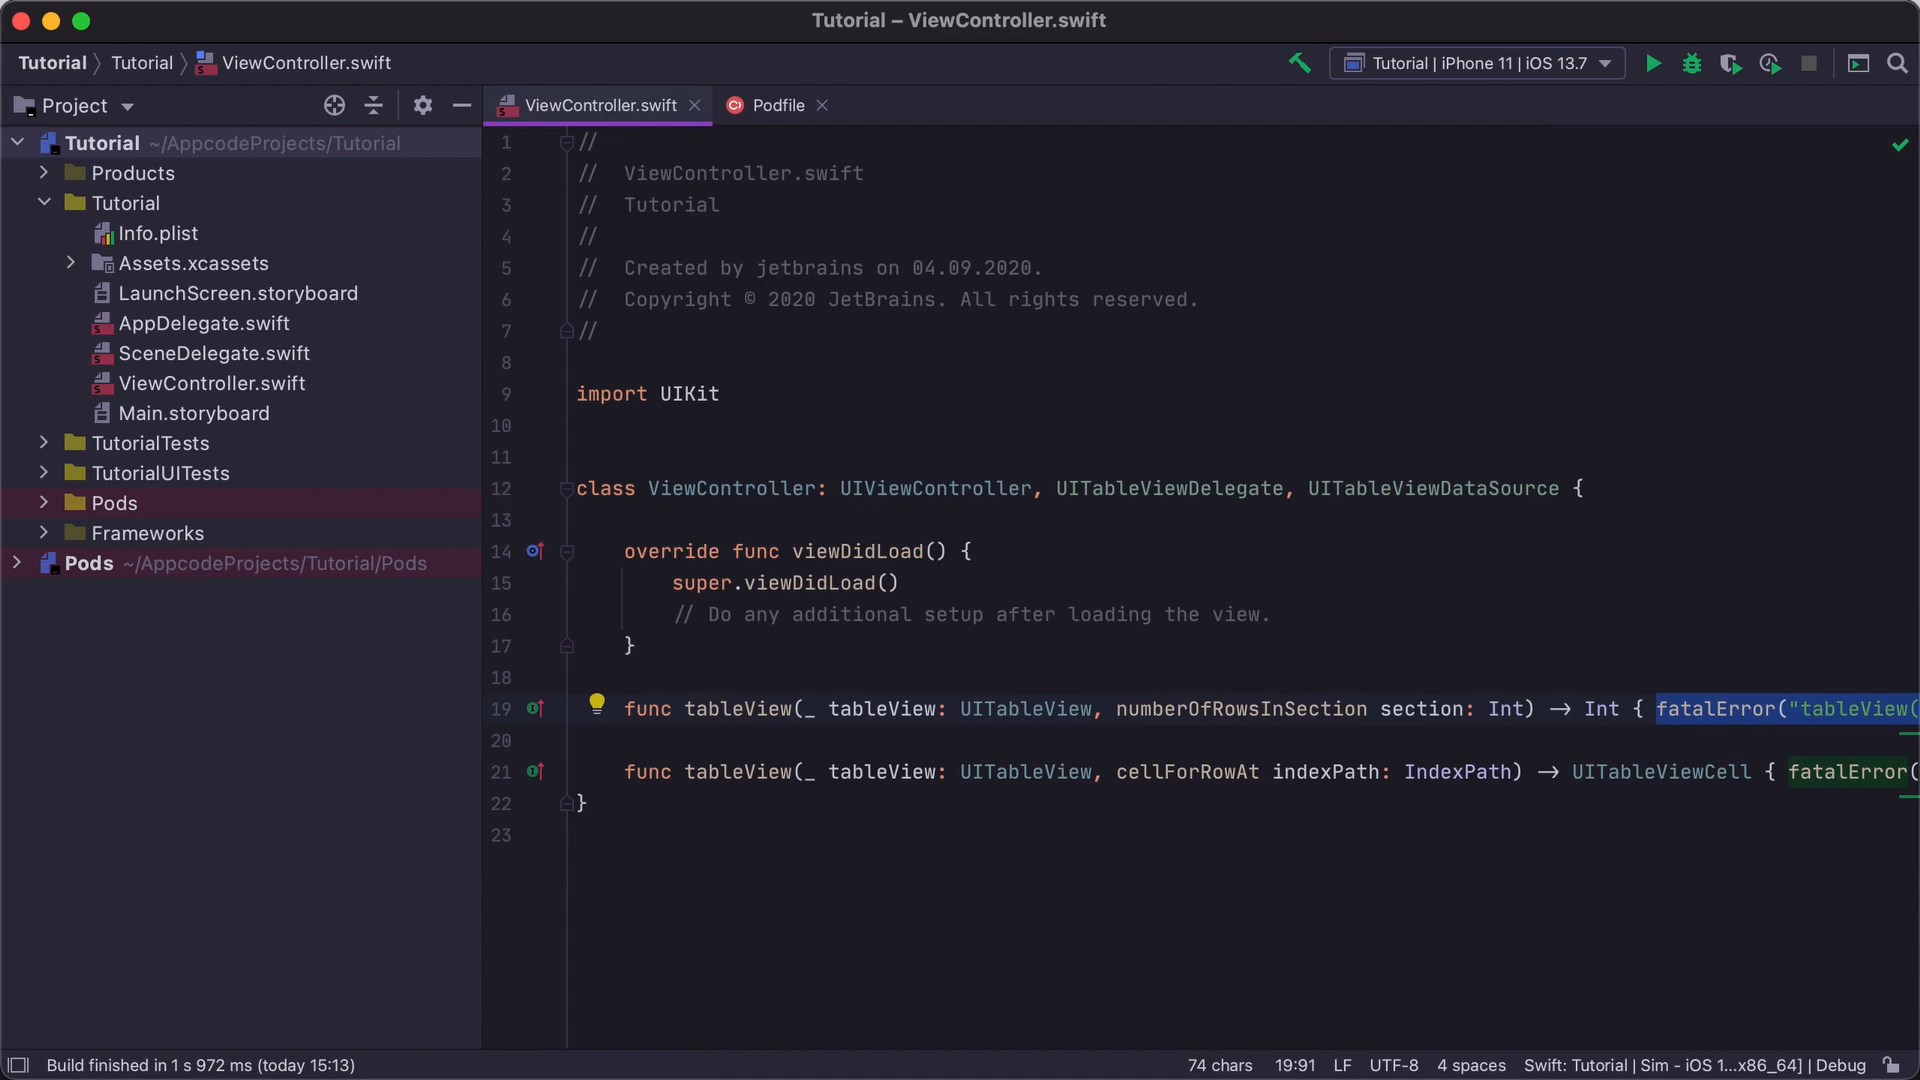 Tutorial – ViewController.swift
Tutorial Tutorial ViewController.swift
Tutorial | iPhone 11 | iOS 13.7
Project
ViewController.swift
Podfile
Tutorial ~/AppcodeProjects/Tutorial
Products
Tutorial
Info.plist
Assets.xcassets
LaunchScreen.storyboard
AppDelegate.swift
SceneDelegate.swift
ViewController.swift
Main.storyboard
TutorialTests
TutorialUITests
Pods
Frameworks
Pods ~/AppcodeProjects/Tutorial/Pods
1 //
2 // ViewController.swift
3 // Tutorial
4 //
5 // Created by jetbrains on 04.09.2020.
6 // Copyright © 2020 JetBrains. All rights reserved.
7 //
8
9 import UIKit
10
11
12 class ViewController: UIViewController, UITableViewDelegate, UITableViewDataSource {
13
14 override func viewDidLoad() {
15 super.viewDidLoad()
16 // Do any additional setup after loading the view.
17 }
18
19 func tableView(_ tableView: UITableView, numberOfRowsInSection section: Int) -> Int { fatalError("tableView(
20
21 func tableView(_ tableView: UITableView, cellForRowAt indexPath: IndexPath) -> UITableViewCell { fatalError(
22 }
23
Build finished in 1 s 972 ms (today 15:13)
74 chars 19:91 LF UTF-8 4 spaces Swift: Tutorial | Sim - iOS 1...x86_64] | Debug